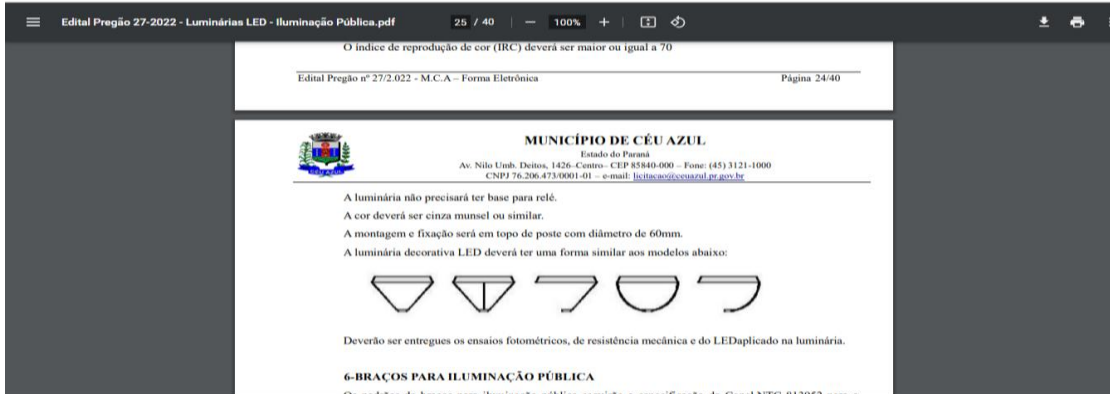 Edital Pregão 27-2022 - Luminárias LED - Iluminação Pública.pdf
25 / 40
100%
O índice de reprodução de cor (IRC) deverá ser maior ou igual a 70
Edital Pregão nº 27/2.022 - M.C.A – Forma Eletrônica Página 24/40
MUNICÍPIO DE CÉU AZUL
Estado do Paraná
Av. Nilo Umb. Deitos, 1426–Centro– CEP 85840-000 – Fone: (45) 3121-1000
CNPJ 76.206.473/0001-01 – e-mail: licitacao@ceuazul.pr.gov.br
CÉU AZUL
A luminária não precisará ter base para relé.
A cor deverá ser cinza munsel ou similar.
A montagem e fixação será em topo de poste com diâmetro de 60mm.
A luminária decorativa LED deverá ter uma forma similar aos modelos abaixo:
Deverão ser entregues os ensaios fotométricos, de resistência mecânica e do LEDaplicado na luminária.
6-BRAÇOS PARA ILUMINAÇÃO PÚBLICA